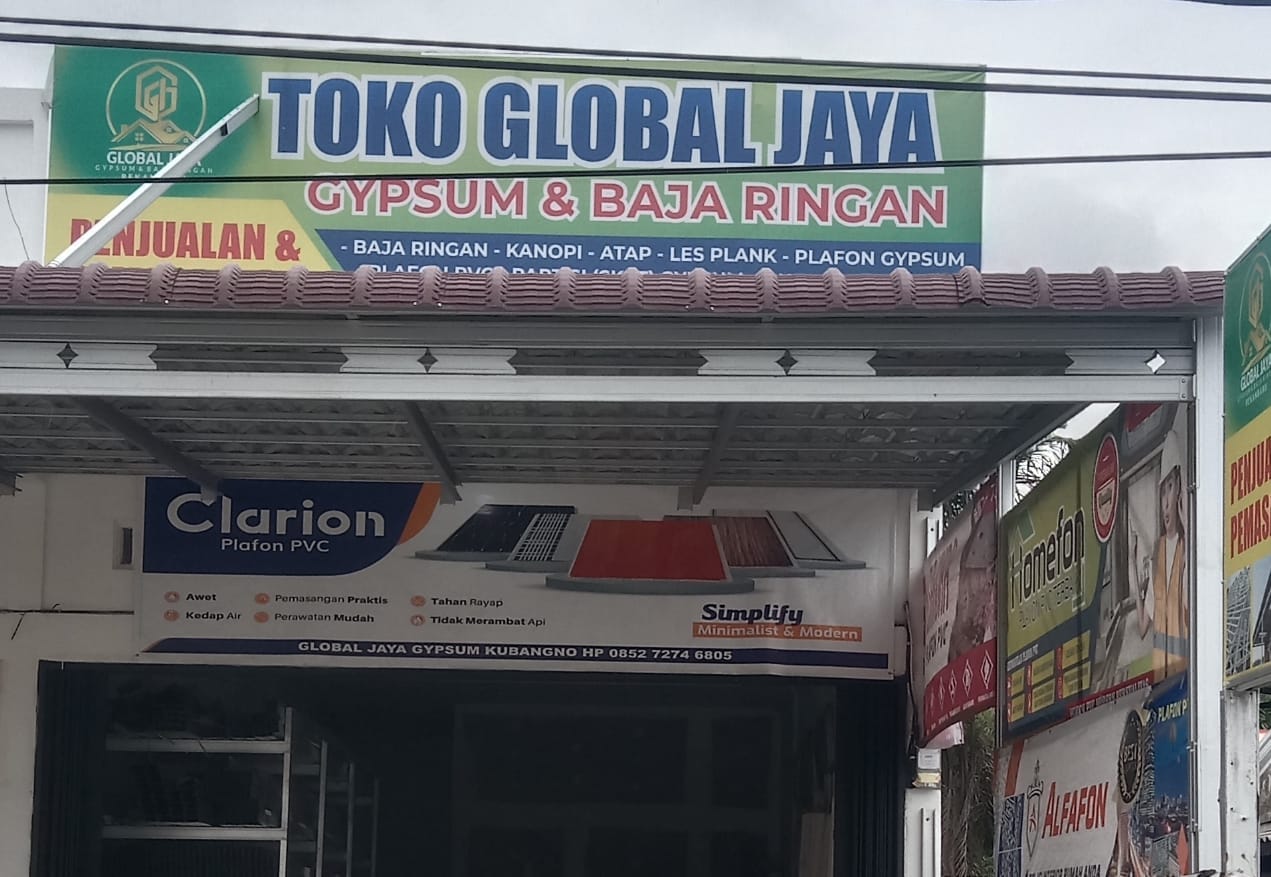 TOKO GLOBAL JAYA
GYPSUM & BAJA RINGAN
GLOBAL
PENJUALAN &
- BAJA RINGAN - KANOPI - ATAP - LES PLANK - PLAFON GYPSUM
Clarion
Plafon PVC
Awet
Pemasangan Praktis
Tahan Rayap
Kedap Air
Perawatan Mudah
Tidak Merambat Api
Simplify
Minimalist & Modern
GLOBAL JAYA GYPSUM KUBANGNO HP 0852 7274 6805
Homefon
ALFAFON
PLAFON
GLOBAL JAYA